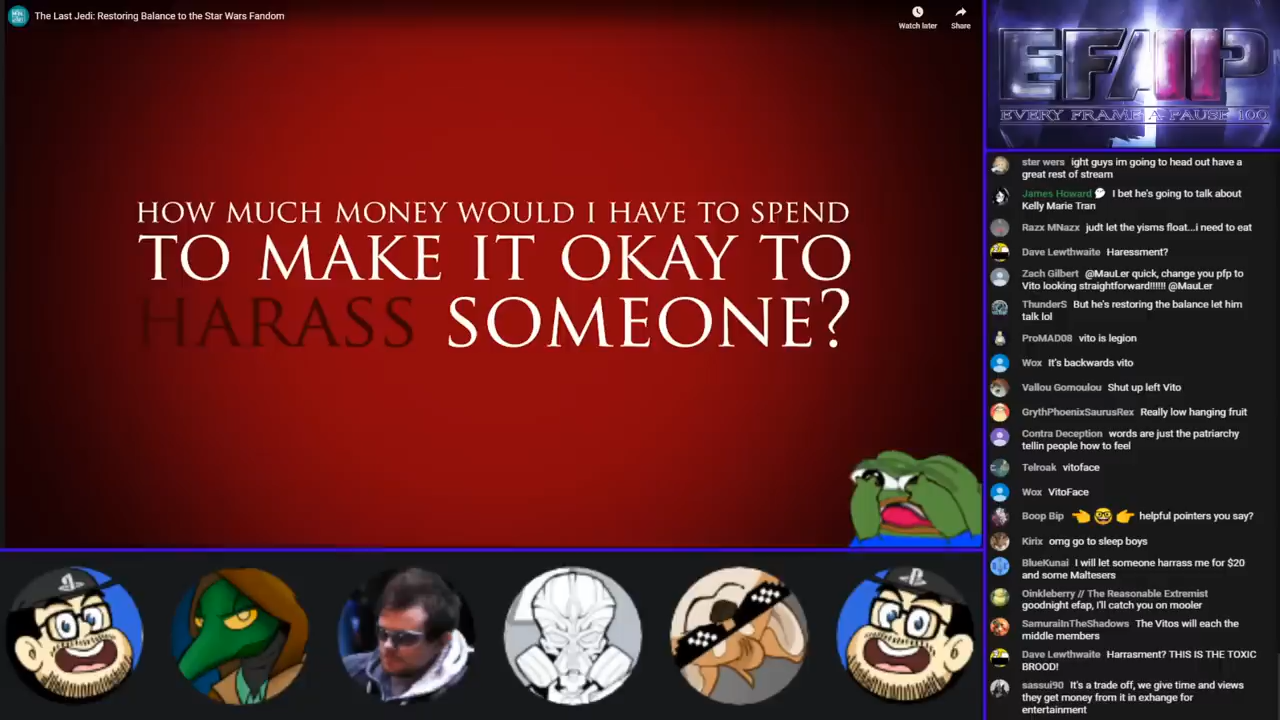 The Last Jedi: Restoring Balance to the Star Wars Fandom
Watch later
Share
HOW MUCH MONEY WOULD I HAVE TO SPEND
TO MAKE IT OKAY TO
HARASS SOMEONE?
EFAP
EVERY FRAME A PAUSE 100
ster wers ight guys im going to head out have a
great rest of stream
James Howard I bet he's going to talk about
Kelly Marie Tran
Razx MNazx judt let the yisms float...i need to eat
Dave Lewthwaite Haressment?
Zach Gilbert @MauLer quick, change you pfp to
Vito looking straightforward!!!!!! @MauLer
ThunderS But he's restoring the balance let him
talk lol
ProMAD08 vito is legion
Wox It's backwards vito
Vallou Gomoulou Shut up left Vito
GrythPhoenixSaurusRex Really low hanging fruit
Contra Deception words are just the patriarchy
tellin people how to feel
Telroak vitoface
Wox VitoFace
Boop Bip 👈🤓👉 helpful pointers you say?
Kirix omg go to sleep boys
BlueKunai I will let someone harrass me for $20
and some Maltesers
Oinkleberry // The Reasonable Extremist
goodnight efap, I'll catch you on mooler
SamuraiInTheShadows The Vitos will each the
middle members
Dave Lewthwaite Harrasment? THIS IS THE TOXIC
BROOD!
sassui90 It's a trade off, we give time and views
they get money from it in exhange for
entertainment